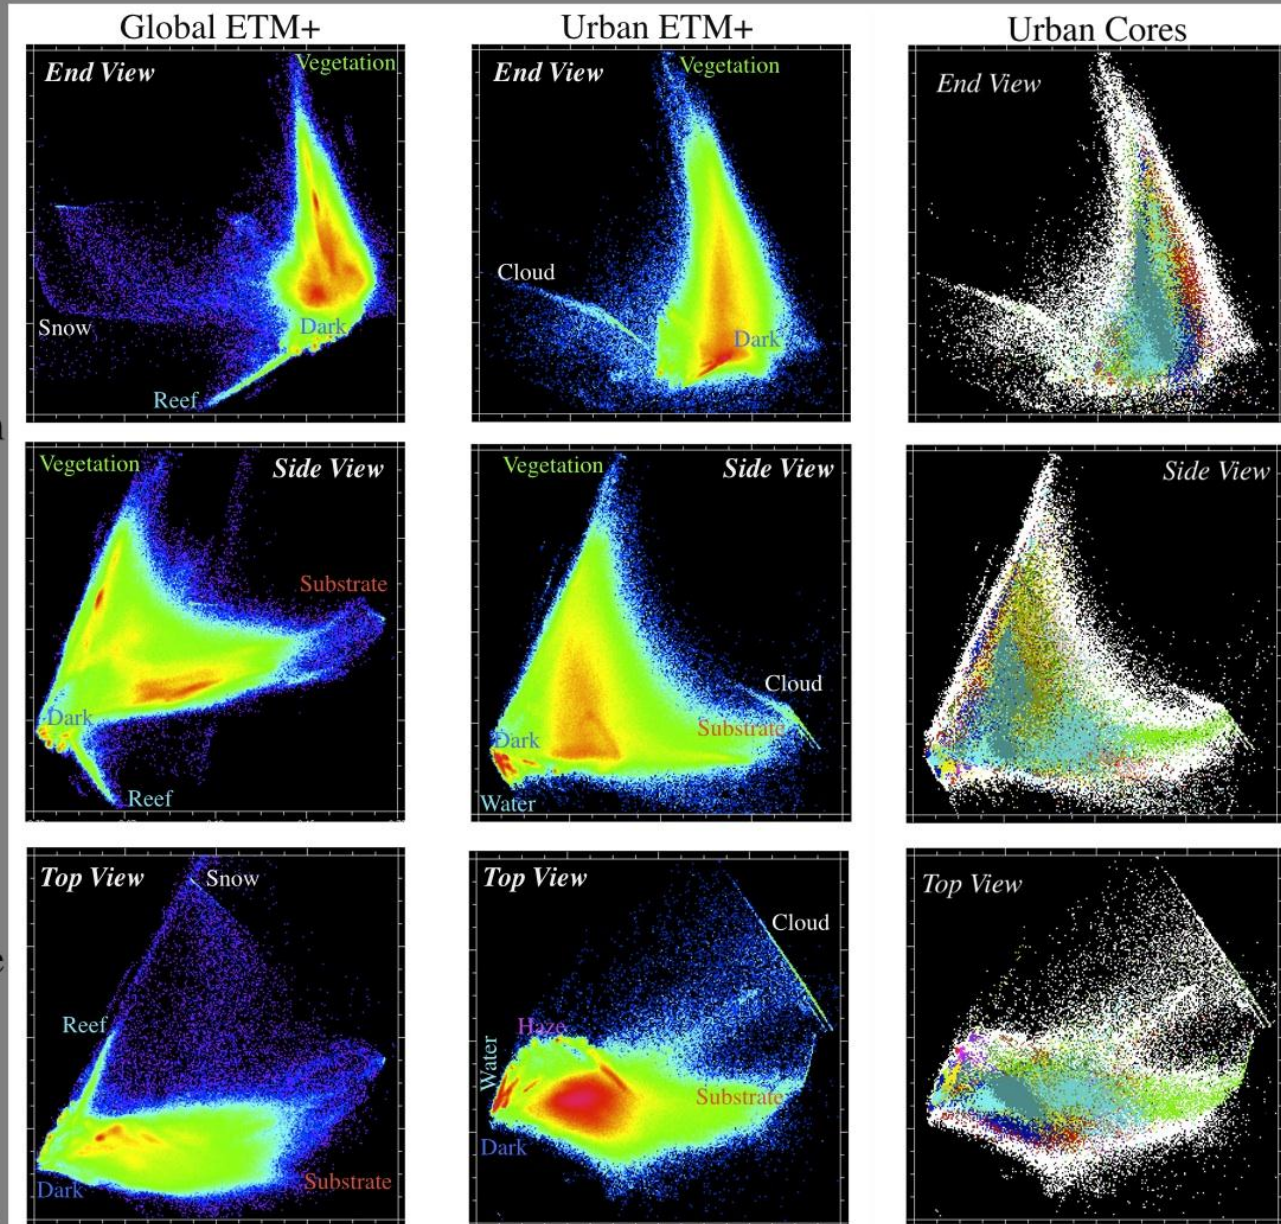 Global ETM+
Urban ETM+
Urban Cores
End View
Vegetation
Snow
Dark
Reef
End View
Vegetation
Cloud
Dark
End View
Vegetation
Side View
Substrate
Dark
Reef
Vegetation
Side View
Cloud
Substrate
Dark
Water
Side View
Top View
Snow
Reef
Dark
Substrate
Top View
Cloud
Haze
Water
Substrate
Dark
Top View